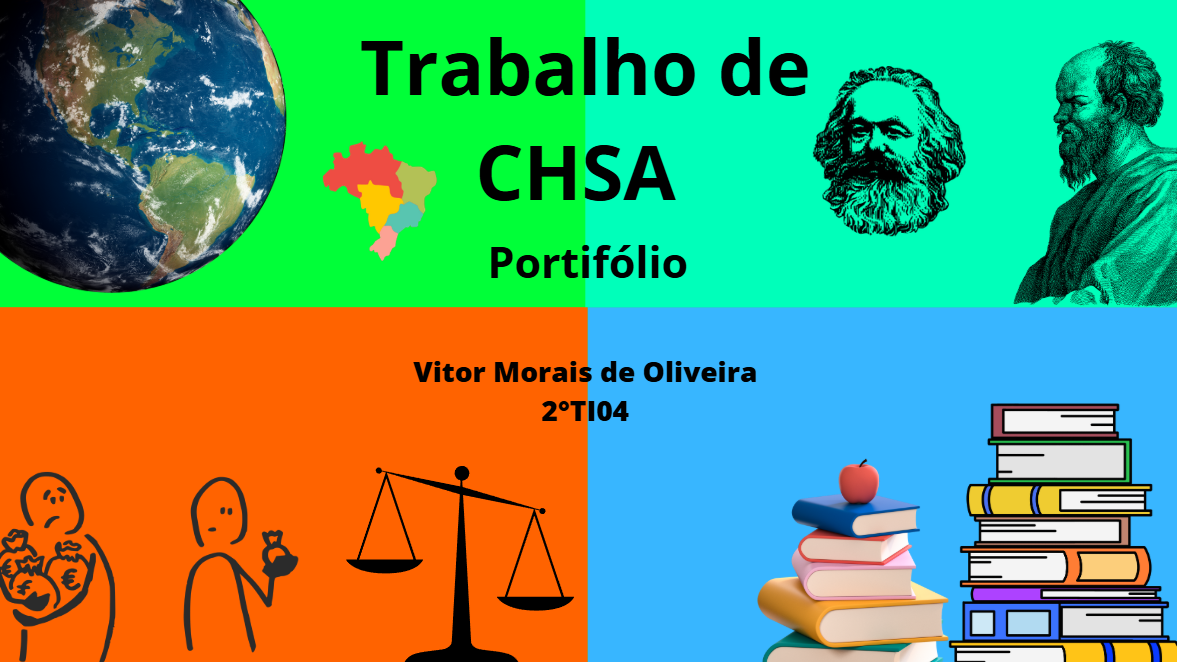 Trabalho de
CHSA
Portifólio
Vitor Morais de Oliveira
2°TI04